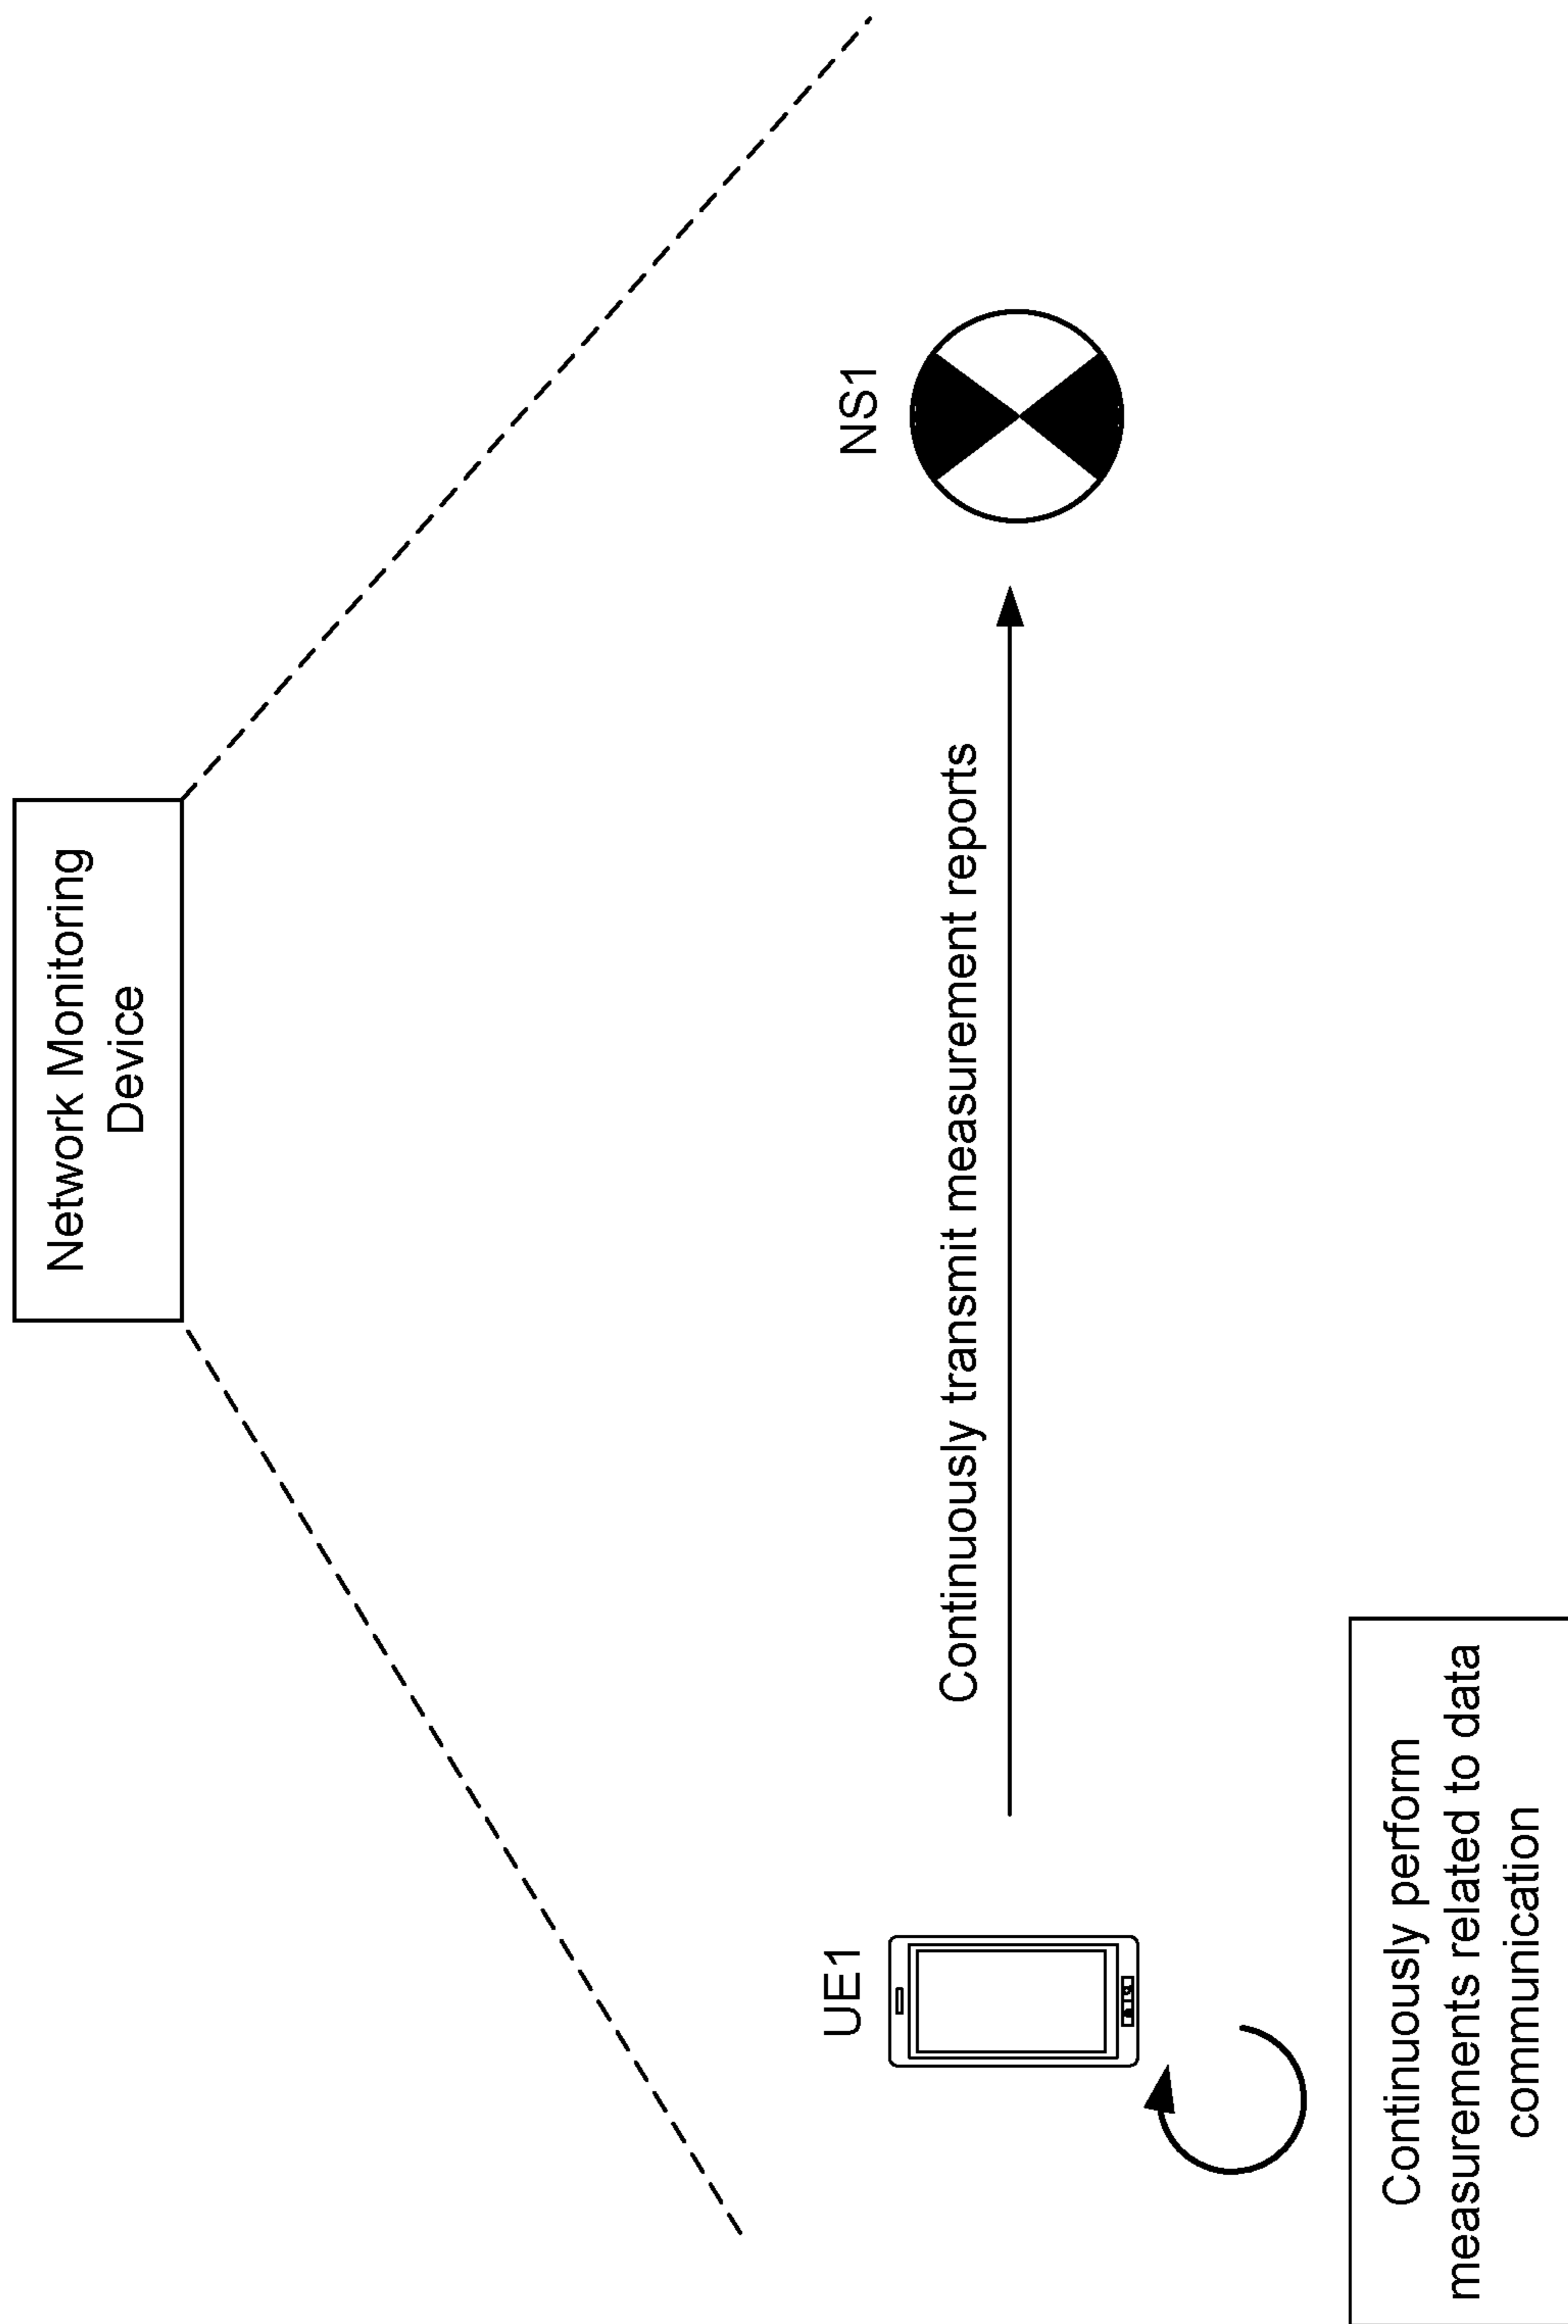 Network Monitoring
Device
UE1
Continuously transmit measurement reports
NS1
Continuously perform
measurements related to data
communication